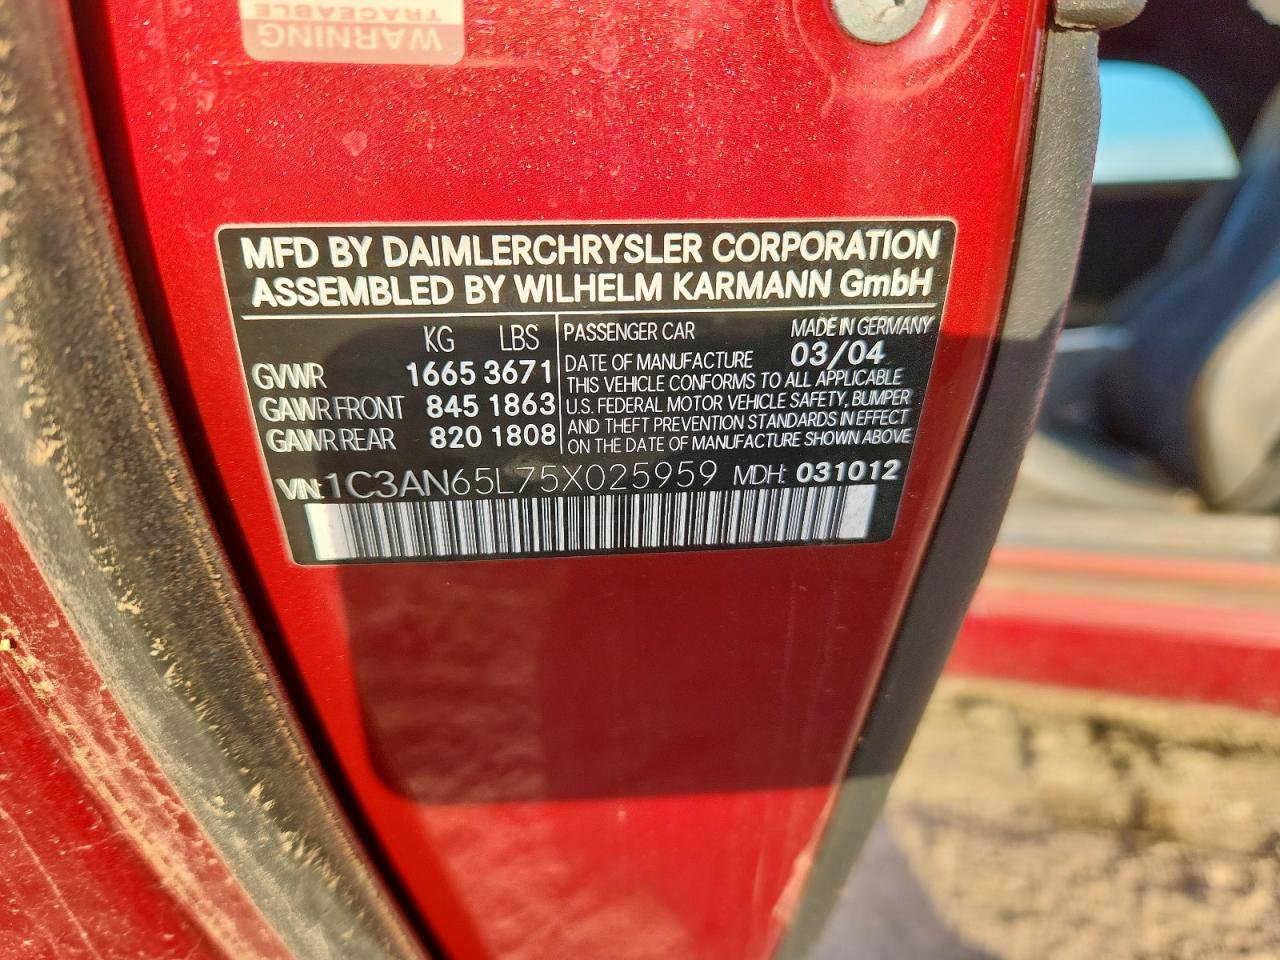 WARNING
TRACEABLE
MFD BY DAIMLERCHRYSLER CORPORATION
ASSEMBLED BY WILHELM KARMANN GmbH
KG LBS
GVWR 1665 3671
GAWR FRONT 845 1863
GAWR REAR 820 1808
PASSENGER CAR MADE IN GERMANY
DATE OF MANUFACTURE 03/04
THIS VEHICLE CONFORMS TO ALL APPLICABLE
U.S. FEDERAL MOTOR VEHICLE SAFETY, BUMPER
AND THEFT PREVENTION STANDARDS IN EFFECT
ON THE DATE OF MANUFACTURE SHOWN ABOVE
VIN: 1C3AN65L75X025959 MDH: 031012